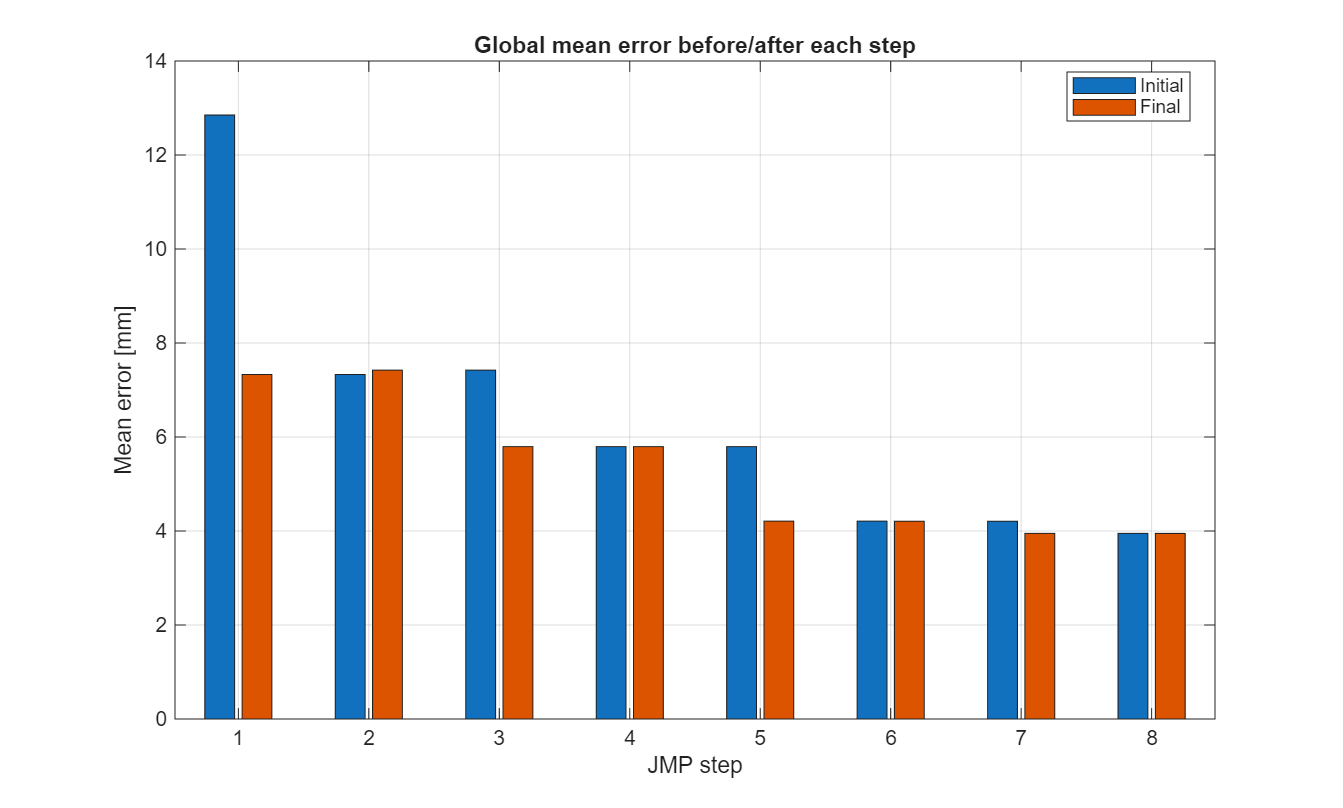 Global mean error before/after each step
14
12
10
8
6
4
2
0
Mean error [mm]
Initial
Final
1 2 3 4 5 6 7 8
JMP step